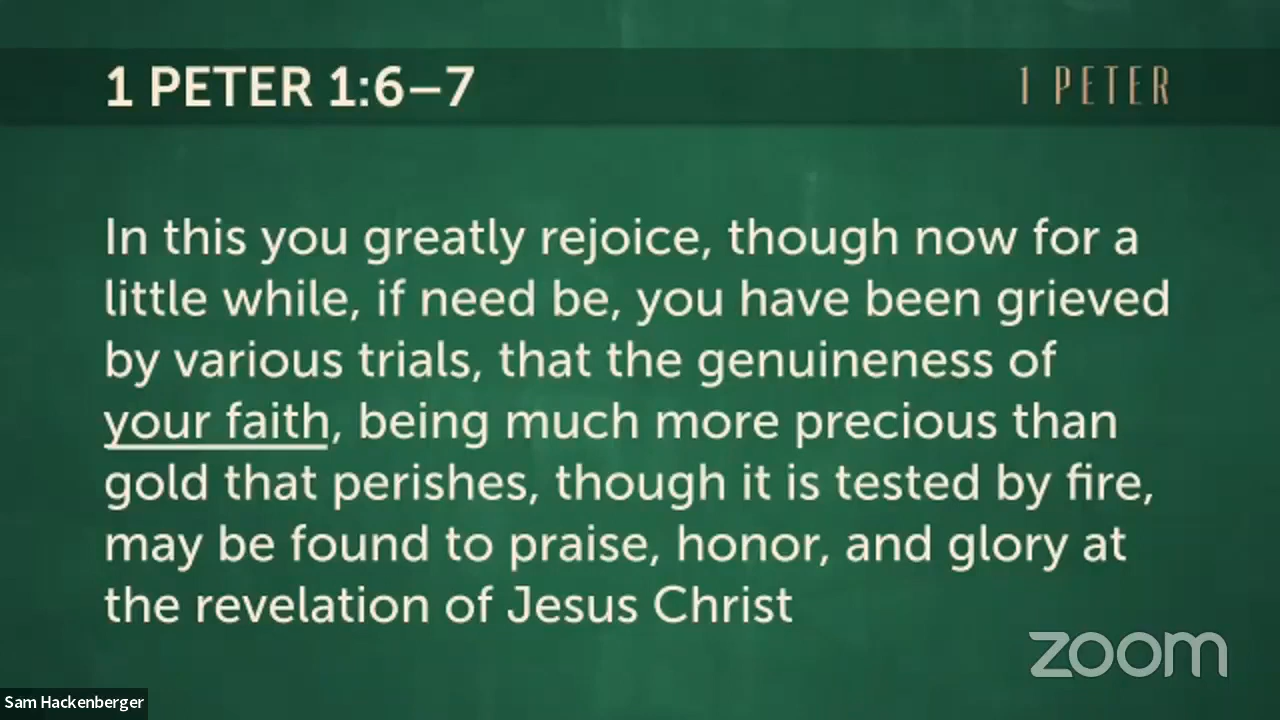 1 PETER 1:6–7
1 PETER
In this you greatly rejoice, though now for a
little while, if need be, you have been grieved
by various trials, that the genuineness of
your faith, being much more precious than
gold that perishes, though it is tested by fire,
may be found to praise, honor, and glory at
the revelation of Jesus Christ
zoom
Sam Hackenberger